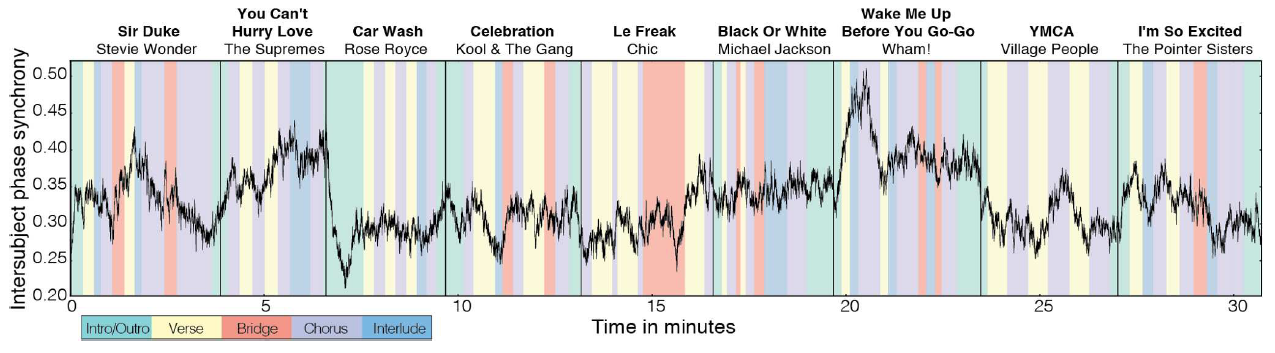 Sir Duke
Stevie Wonder
You Can't
Hurry Love
The Supremes
Car Wash
Rose Royce
Celebration
Kool & The Gang
Le Freak
Chic
Black Or White
Michael Jackson
Wake Me Up
Before You Go-Go
Wham!
YMCA
Village People
I'm So Excited
The Pointer Sisters
Intersubject phase synchrony
0.50
0.45
0.40
0.35
0.30
0.25
0.20
0 5 10 15 20 25 30
Intro/Outro Verse Bridge Chorus Interlude
Time in minutes